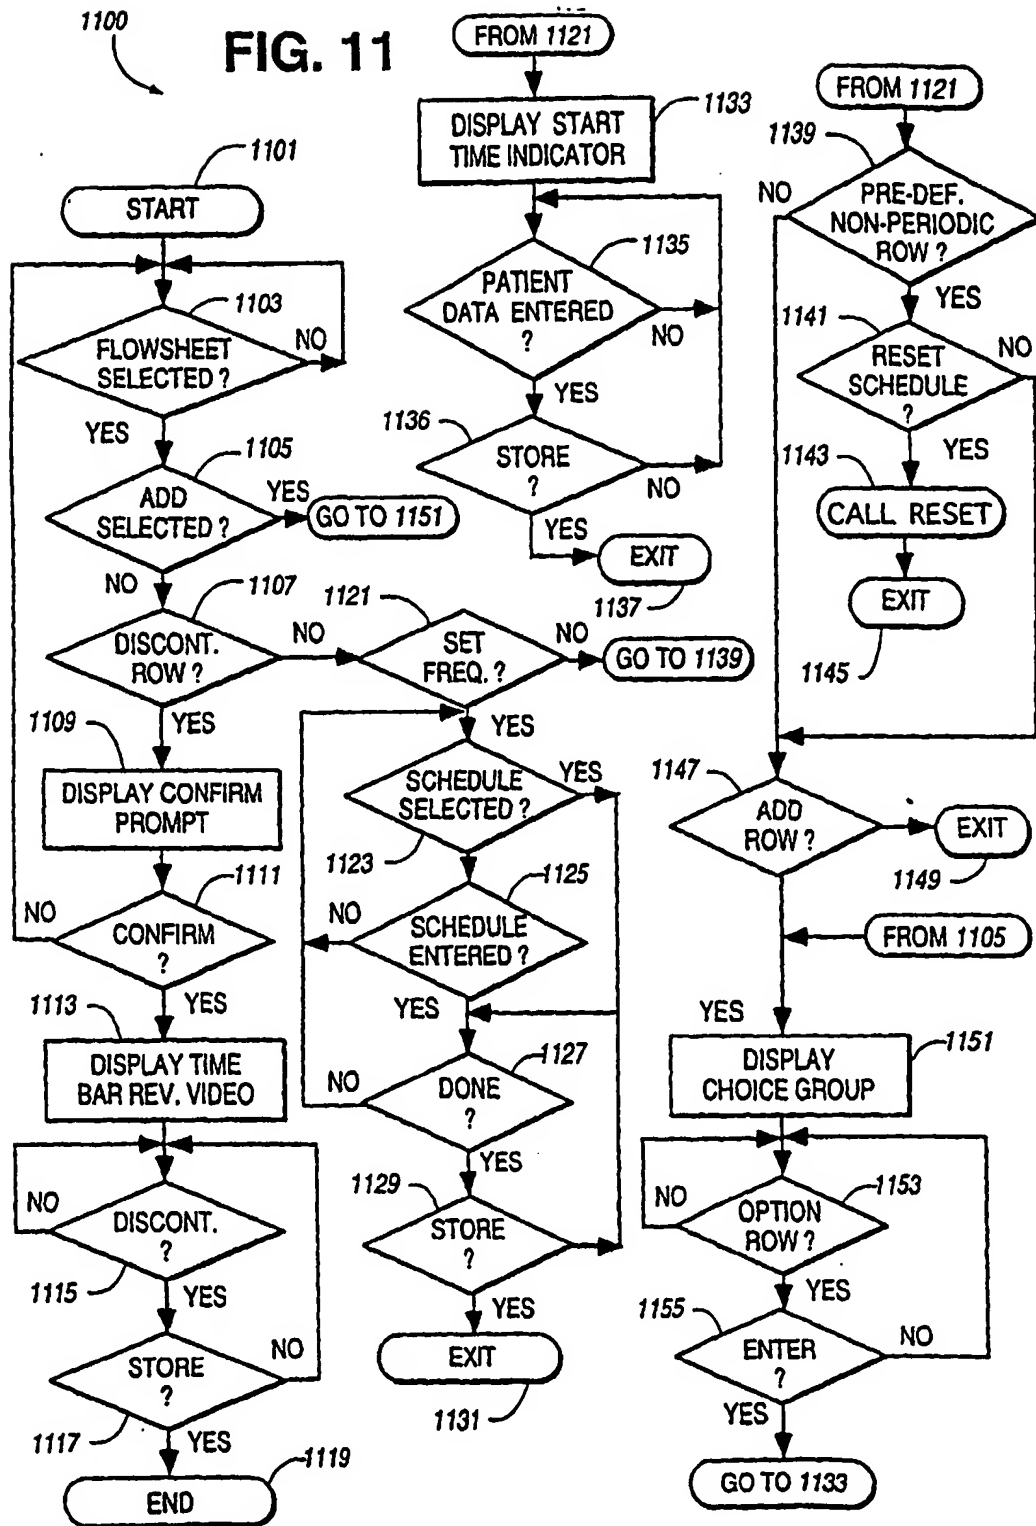 1100
FIG. 11
1101
START
1103
FLOWSHEET
SELECTED ?
NO
YES
1105
ADD
SELECTED ?
YES
GO TO 1151
NO
1107
DISCONT.
ROW ?
NO
YES
1109
DISPLAY CONFIRM
PROMPT
1111
CONFIRM
?
NO
YES
1113
DISPLAY TIME
BAR REV. VIDEO
DISCONT.
?
NO
1115
YES
STORE
?
NO
1117
YES
1119
END
FROM 1121
1133
DISPLAY START
TIME INDICATOR
1135
PATIENT
DATA ENTERED
?
NO
YES
1136
STORE
?
NO
YES
EXIT
1137
1121
SET
FREQ. ?
NO
GO TO 1139
YES
SCHEDULE
SELECTED ?
YES
1123
1125
SCHEDULE
ENTERED ?
NO
YES
1127
DONE
?
NO
YES
1129
STORE
?
YES
EXIT
1131
FROM 1121
1139
PRE-DEF.
NON-PERIODIC
ROW ?
NO
YES
1141
RESET
SCHEDULE
?
NO
YES
1143
CALL RESET
EXIT
1145
1147
ADD
ROW ?
EXIT
1149
FROM 1105
YES
1151
DISPLAY
CHOICE GROUP
1153
OPTION
ROW ?
NO
YES
1155
ENTER
?
NO
YES
GO TO 1133